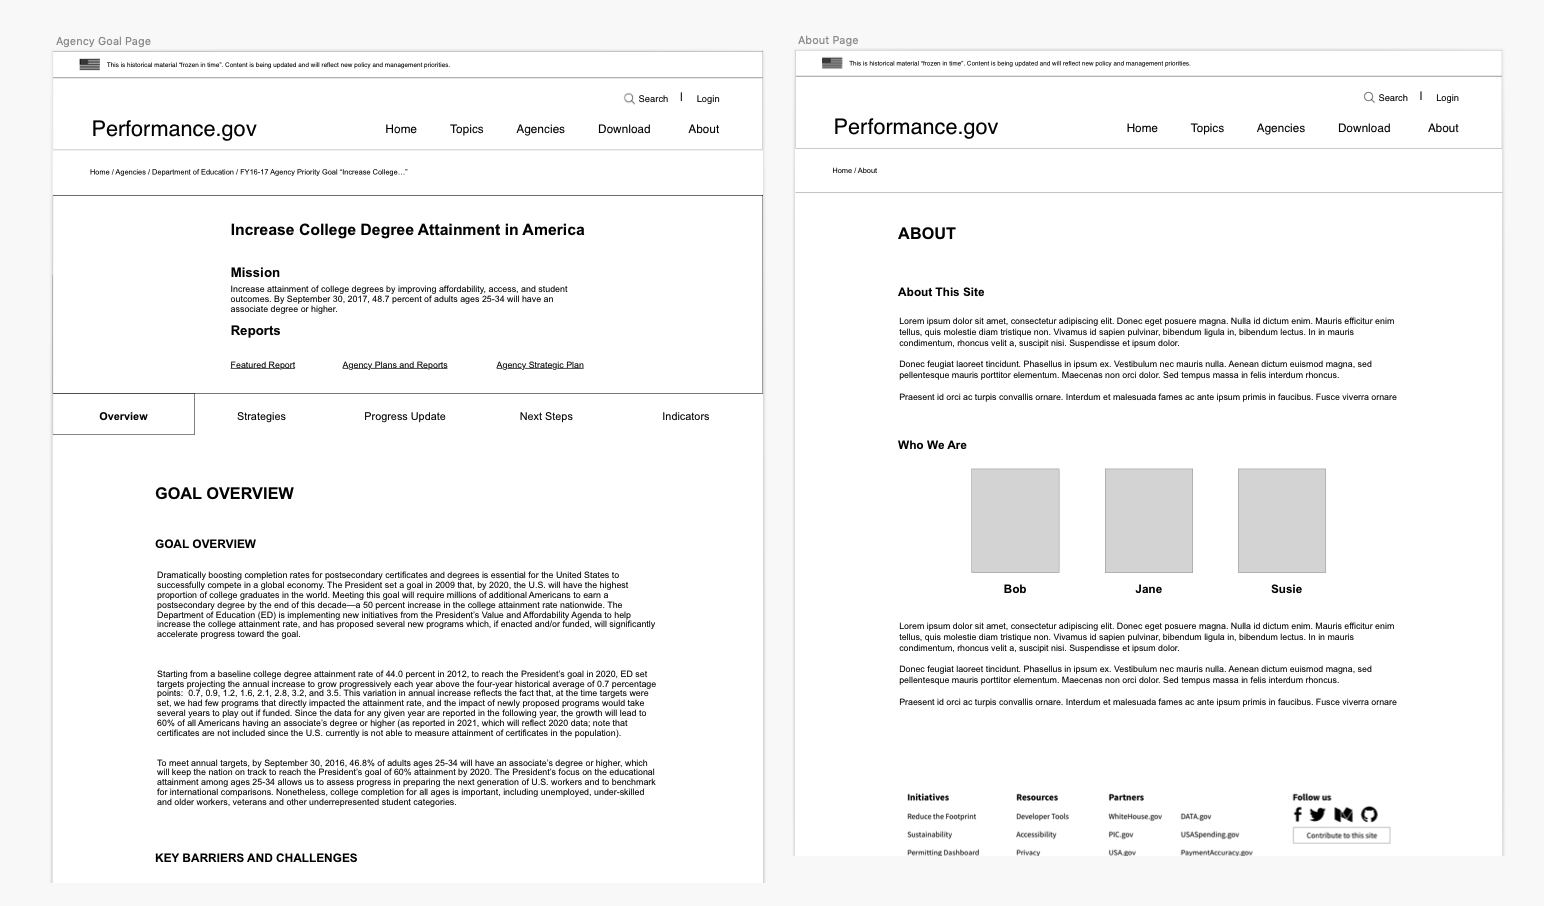 Agency Goal Page
This is historical material "frozen in time". Content is being updated and will reflect new policy and management priorities.
Search | Login
Performance.gov
Home Topics Agencies Download About
Home / Agencies / Department of Education / FY16-17 Agency Priority Goal “Increase College…”
Increase College Degree Attainment in America
Mission
Increase attainment of college degrees by improving affordability, access, and student
outcomes. By September 30, 2017, 48.7 percent of adults ages 25-34 will have an
associate degree or higher.
Reports
Featured Report Agency Plans and Reports Agency Strategic Plan
Overview Strategies Progress Update Next Steps Indicators
GOAL OVERVIEW
GOAL OVERVIEW
Dramatically boosting completion rates for postsecondary certificates and degrees is essential for the United States to
successfully compete in a global economy. The President set a goal in 2009 that, by 2020, the U.S. will have the highest
proportion of college graduates in the world. Meeting this goal will require millions of additional Americans to earn a
postsecondary degree by the end of this decade—a 50 percent increase in the college attainment rate nationwide. The
Department of Education (ED) is implementing new initiatives from the President’s Value and Affordability Agenda to help
increase the college attainment rate, and has proposed several new programs which, if enacted and/or funded, will significantly
accelerate progress toward the goal.
Starting from a baseline college degree attainment rate of 44.0 percent in 2012, to reach the President’s goal in 2020, ED set
targets projecting the annual increase to grow progressively each year above the four-year historical average of 0.7 percentage
points: 0.7, 0.9, 1.2, 1.6, 2.1, 2.8, 3.2, and 3.5. This variation in annual increase reflects the fact that, at the time targets were
set, we had few programs that directly impacted the attainment rate, and the impact of newly proposed programs would take
several years to play out if funded. Since the data for any given year are reported in the following year, the growth will lead to
60% of all Americans having an associate’s degree or higher (as reported in 2021, which will reflect 2020 data; note that
certificates are not included since the U.S. currently is not able to measure attainment of certificates in the population).
To meet annual targets, by September 30, 2016, 46.8% of adults ages 25-34 will have an associate’s degree or higher, which
will keep the nation on track to reach the President’s goal of 60% attainment by 2020. The President’s focus on the educational
attainment among ages 25-34 allows us to assess progress in preparing the next generation of U.S. workers and to benchmark
for international comparisons. Nonetheless, college completion for all ages is important, including unemployed, under-skilled
and older workers, veterans and other underrepresented student categories.
KEY BARRIERS AND CHALLENGES
About Page
This is historical material "frozen in time". Content is being updated and will reflect new policy and management priorities.
Search | Login
Performance.gov
Home Topics Agencies Download About
Home / About
ABOUT
About This Site
Lorem ipsum dolor sit amet, consectetur adipiscing elit. Donec eget posuere magna. Nulla id dictum enim. Mauris efficitur enim
tellus, quis molestie diam tristique non. Vivamus id sapien pulvinar, bibendum ligula in, bibendum lectus. In in mauris
condimentum, rhoncus velit a, suscipit nisi. Suspendisse et ipsum dolor.
Donec feugiat laoreet tincidunt. Phasellus in ipsum ex. Vestibulum nec mauris nulla. Aenean dictum euismod magna, sed
pellentesque mauris porttitor elementum. Maecenas non orci dolor. Sed tempus massa in felis interdum rhoncus.
Praesent id orci ac turpis convallis ornare. Interdum et malesuada fames ac ante ipsum primis in faucibus. Fusce viverra ornare
Who We Are
Bob Jane Susie
Lorem ipsum dolor sit amet, consectetur adipiscing elit. Donec eget posuere magna. Nulla id dictum enim. Mauris efficitur enim
tellus, quis molestie diam tristique non. Vivamus id sapien pulvinar, bibendum ligula in, bibendum lectus. In in mauris
condimentum, rhoncus velit a, suscipit nisi. Suspendisse et ipsum dolor.
Donec feugiat laoreet tincidunt. Phasellus in ipsum ex. Vestibulum nec mauris nulla. Aenean dictum euismod magna, sed
pellentesque mauris porttitor elementum. Maecenas non orci dolor. Sed tempus massa in felis interdum rhoncus.
Praesent id orci ac turpis convallis ornare. Interdum et malesuada fames ac ante ipsum primis in faucibus. Fusce viverra ornare
Initiatives Resources Partners Follow us
Reduce the Footprint Developer Tools WhiteHouse.gov DATA.gov
Sustainability Accessibility PIC.gov USASpending.gov Contribute to this site
Permitting Dashboard Privacy USA.gov PaymentAccuracy.gov